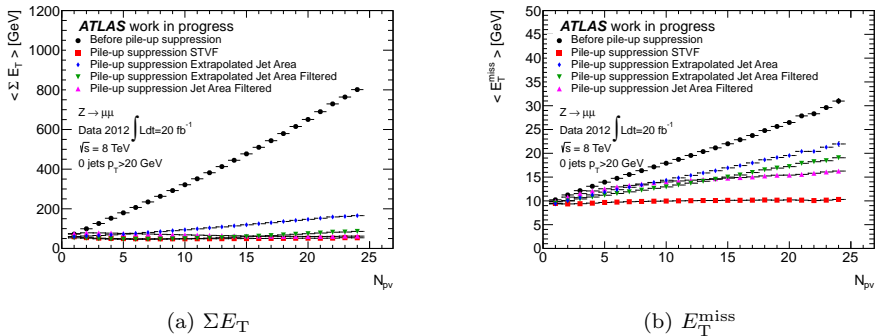 < Σ E_T > [GeV]
1200
1000
800
600
400
200
0
ATLAS work in progress
Before pile-up suppression
Pile-up suppression STVF
Pile-up suppression Extrapolated Jet Area
Pile-up suppression Extrapolated Jet Area Filtered
Pile-up suppression Jet Area Filtered
Z → μμ
Data 2012 ∫ Ldt=20 fb⁻¹
√s = 8 TeV
0 jets p_T>20 GeV
0 5 10 15 20 25
N_pv
(a) ΣE_T
< E_T^miss > [GeV]
50
45
40
35
30
25
20
15
10
5
0
ATLAS work in progress
Before pile-up suppression
Pile-up suppression STVF
Pile-up suppression Extrapolated Jet Area
Pile-up suppression Extrapolated Jet Area Filtered
Pile-up suppression Jet Area Filtered
Z → μμ
Data 2012 ∫ Ldt=20 fb⁻¹
√s = 8 TeV
0 jets p_T>20 GeV
0 5 10 15 20 25
N_pv
(b) E_T^miss